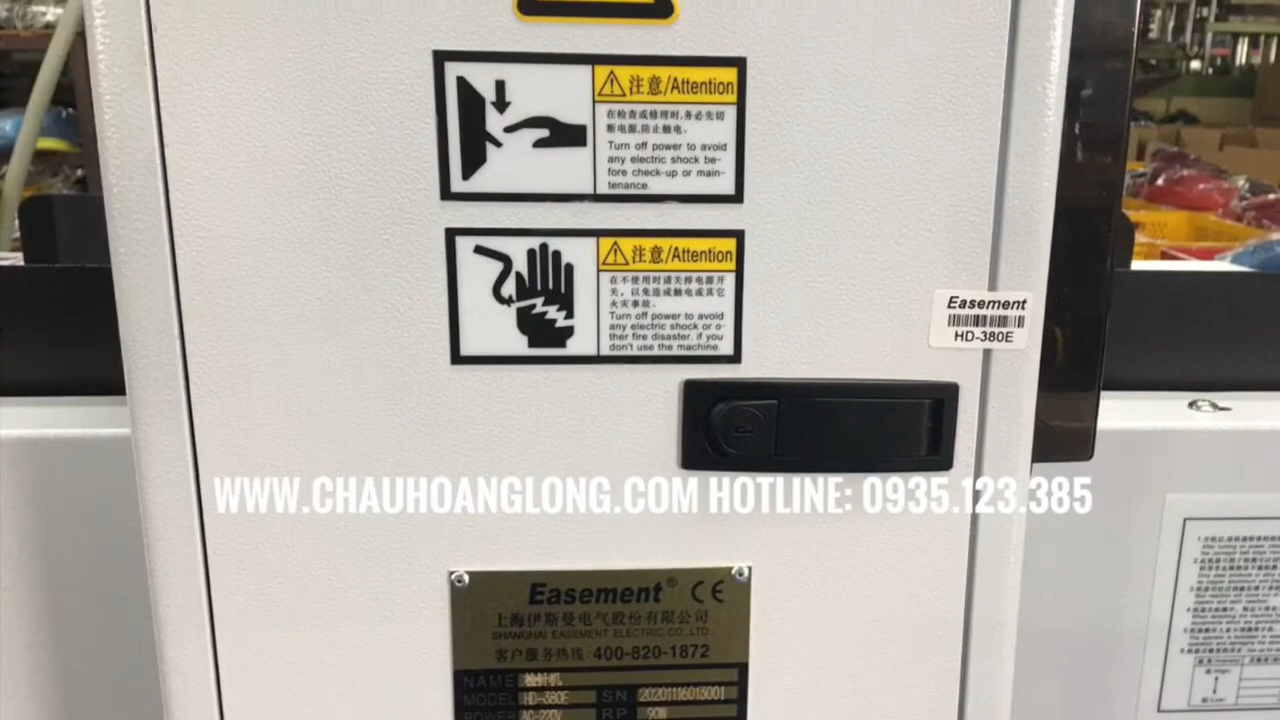 注意/Attention
在检查或修理时,务必先切
断电源,防止触电。
Turn off power to avoid
any electric shock be-
fore check-up or main-
tenance.
注意/Attention
在不使用时请关掉电源开
关，以免造成触电或其它
火灾事故。
Turn off power to avoid
any electric shock or o-
ther fire disaster, if you
don't use the machine.
Easement
HD-380E
WWW.CHAUHOANGLONG.COM HOTLINE: 0935.123.385
Easement® CE
上海伊斯曼电气股份有限公司
SHANGHAI EASEMENT ELECTRIC CO.,LTD.
客户服务热线: 400-820-1872
NAME 检针机
MODEL HD-380E SN 20201116013001
POWER AC-220V RP 90W